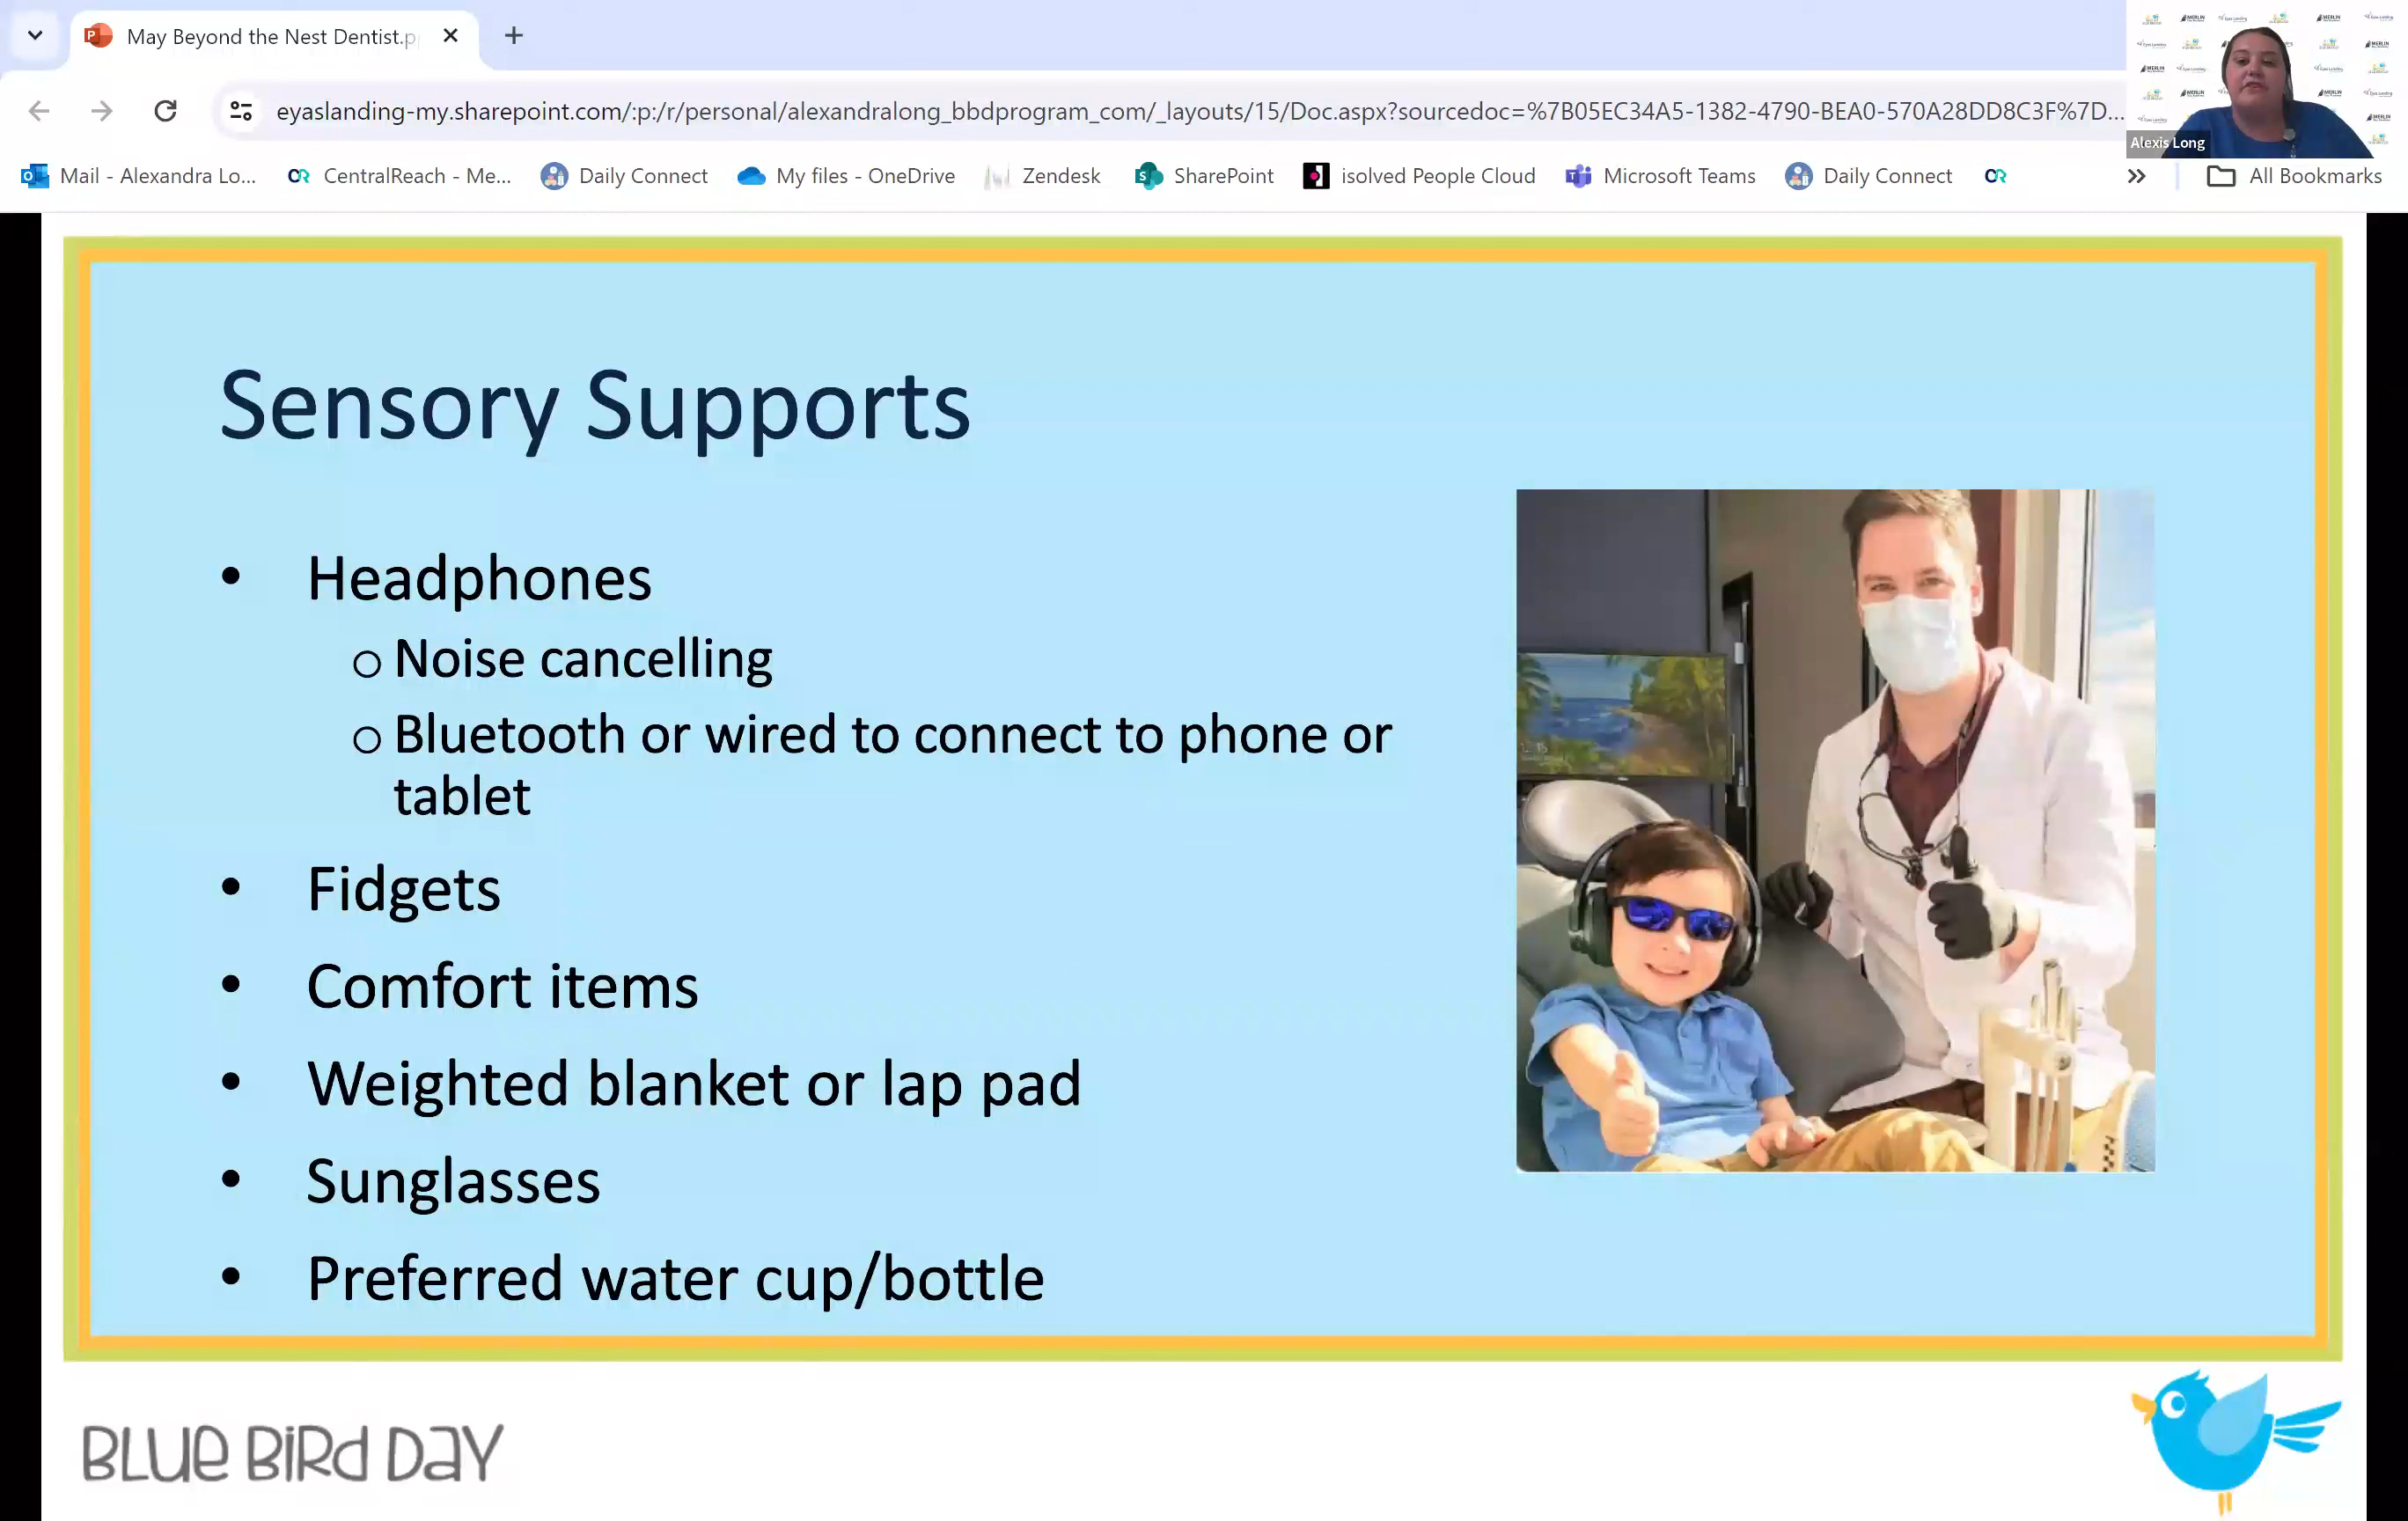 May Beyond the Nest Dentist.p
eyaslanding-my.sharepoint.com/:p:/r/personal/alexandralong_bbdprogram_com/_layouts/15/Doc.aspx?sourcedoc=%7B05EC34A5-1382-4790-BEA0-570A28DD8C3F%7D...
Alexis Long
Mail - Alexandra Lo... CentralReach - Me... Daily Connect My files - OneDrive Zendesk SharePoint isolved People Cloud Microsoft Teams Daily Connect All Bookmarks
Sensory Supports
• Headphones
o Noise cancelling
o Bluetooth or wired to connect to phone or
tablet
• Fidgets
• Comfort items
• Weighted blanket or lap pad
• Sunglasses
• Preferred water cup/bottle
BLUE BIRD DAY